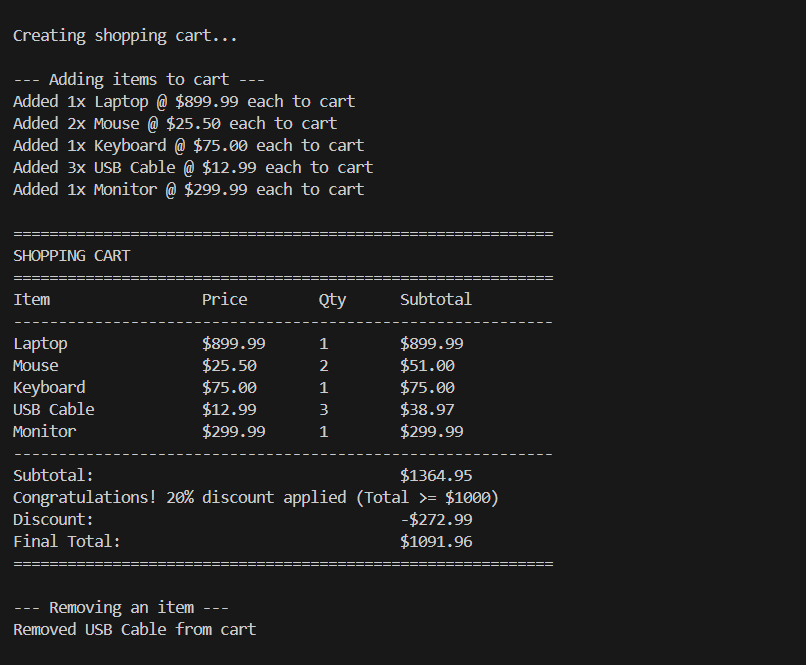 Creating shopping cart...
--- Adding items to cart ---
Added 1x Laptop @ $899.99 each to cart
Added 2x Mouse @ $25.50 each to cart
Added 1x Keyboard @ $75.00 each to cart
Added 3x USB Cable @ $12.99 each to cart
Added 1x Monitor @ $299.99 each to cart
============================================================
SHOPPING CART
============================================================
Item                 Price        Qty      Subtotal
------------------------------------------------------------
Laptop               $899.99      1        $899.99
Mouse                $25.50       2        $51.00
Keyboard             $75.00       1        $75.00
USB Cable            $12.99       3        $38.97
Monitor              $299.99      1        $299.99
------------------------------------------------------------
Subtotal:                                  $1364.95
Congratulations! 20% discount applied (Total >= $1000)
Discount:                                  -$272.99
Final Total:                               $1091.96
============================================================
--- Removing an item ---
Removed USB Cable from cart